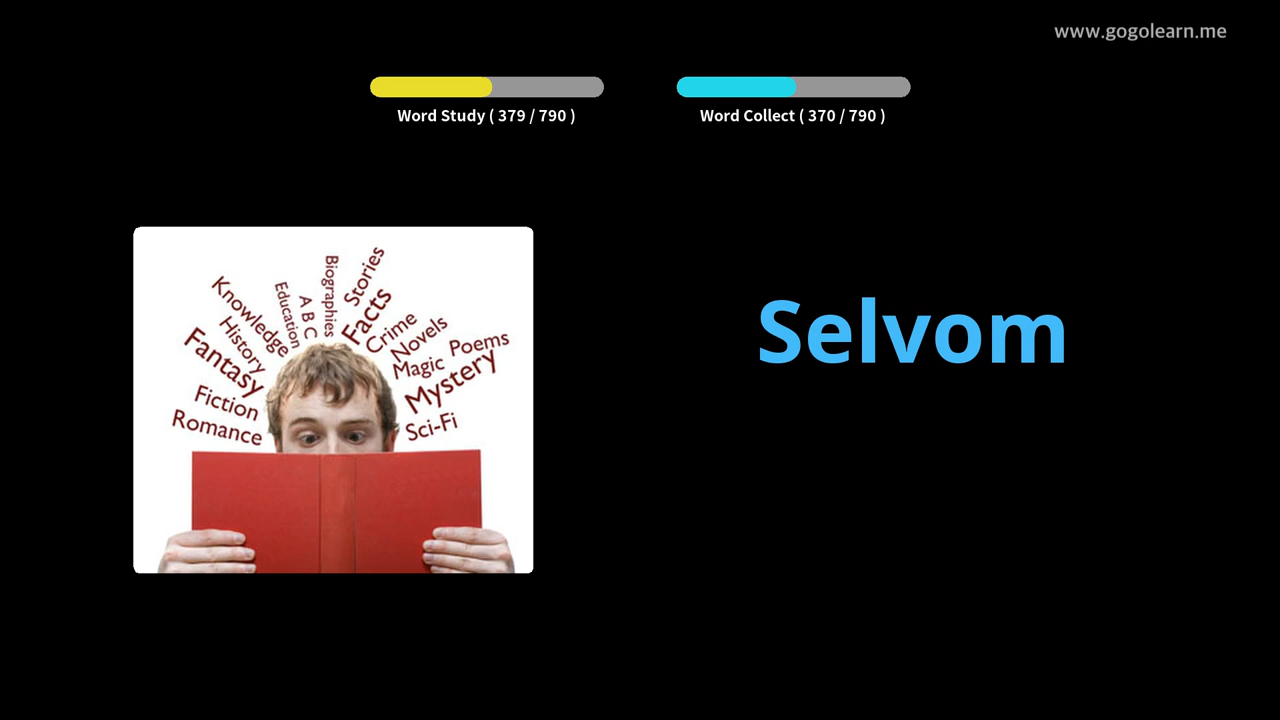 www.gogolearn.me
Word Study ( 379 / 790 )
Word Collect ( 370 / 790 )
Selvom
Biographies
Stories
Education
A B C
Facts
Knowledge
History
Crime
Novels
Poems
Fantasy
Magic
Mystery
Fiction
Romance
Sci-Fi